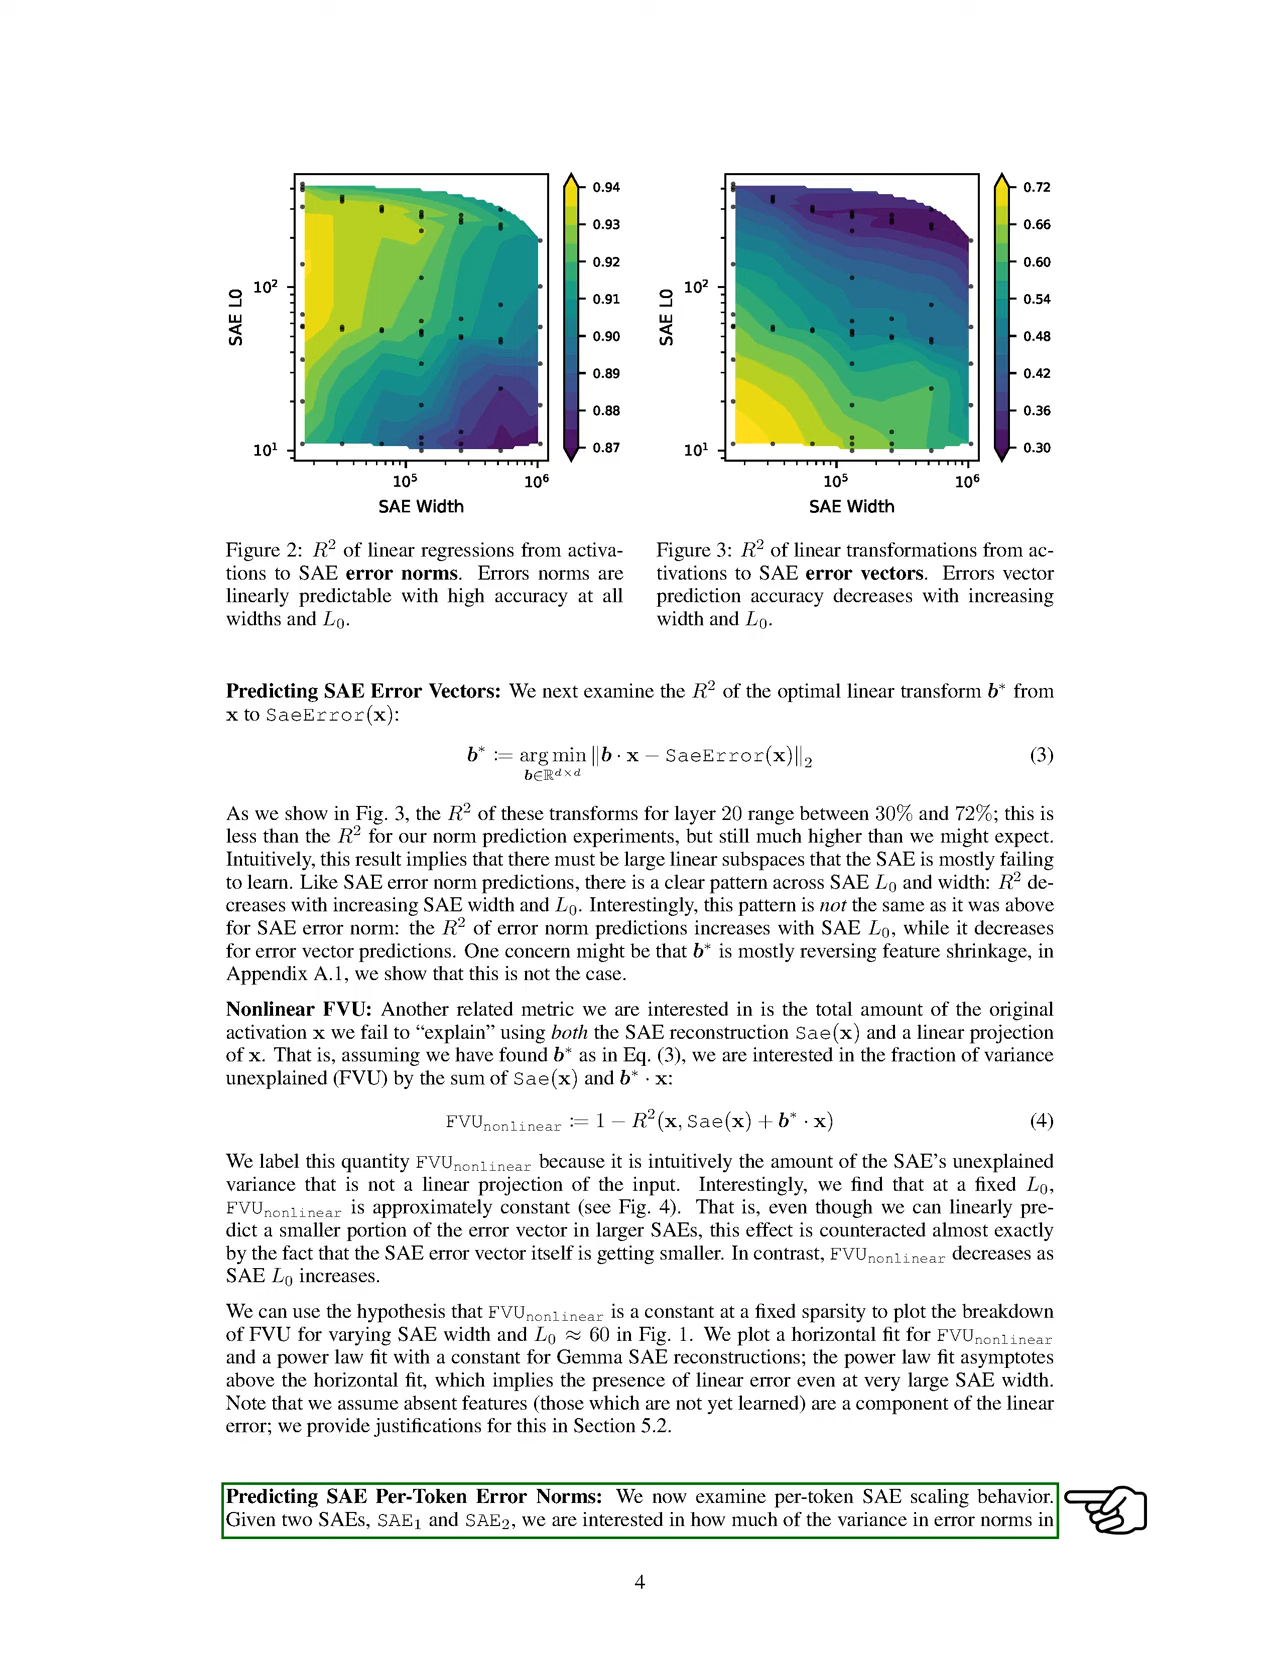 0.94
0.93
0.92
0.91
0.90
0.89
0.88
0.87
10²
10¹
SAE L0
10⁵
10⁶
SAE Width
0.72
0.66
0.60
0.54
0.48
0.42
0.36
0.30
10²
10¹
SAE L0
10⁵
10⁶
SAE Width
Figure 2: R² of linear regressions from activa-
tions to SAE error norms. Errors norms are
linearly predictable with high accuracy at all
widths and L₀.
Figure 3: R² of linear transformations from ac-
tivations to SAE error vectors. Errors vector
prediction accuracy decreases with increasing
width and L₀.
Predicting SAE Error Vectors: We next examine the R² of the optimal linear transform b* from
x to SaeError(x):
b* := arg min ‖b · x − SaeError(x)‖₂ (3)
b∈ℝᵈˣᵈ
As we show in Fig. 3, the R² of these transforms for layer 20 range between 30% and 72%; this is
less than the R² for our norm prediction experiments, but still much higher than we might expect.
Intuitively, this result implies that there must be large linear subspaces that the SAE is mostly failing
to learn. Like SAE error norm predictions, there is a clear pattern across SAE L₀ and width: R² de-
creases with increasing SAE width and L₀. Interestingly, this pattern is not the same as it was above
for SAE error norm: the R² of error norm predictions increases with SAE L₀, while it decreases
for error vector predictions. One concern might be that b* is mostly reversing feature shrinkage, in
Appendix A.1, we show that this is not the case.
Nonlinear FVU: Another related metric we are interested in is the total amount of the original
activation x we fail to “explain” using both the SAE reconstruction Sae(x) and a linear projection
of x. That is, assuming we have found b* as in Eq. (3), we are interested in the fraction of variance
unexplained (FVU) by the sum of Sae(x) and b* · x:
FVUnonlinear := 1 − R²(x, Sae(x) + b* · x) (4)
We label this quantity FVUnonlinear because it is intuitively the amount of the SAE’s unexplained
variance that is not a linear projection of the input. Interestingly, we find that at a fixed L₀,
FVUnonlinear is approximately constant (see Fig. 4). That is, even though we can linearly pre-
dict a smaller portion of the error vector in larger SAEs, this effect is counteracted almost exactly
by the fact that the SAE error vector itself is getting smaller. In contrast, FVUnonlinear decreases as
SAE L₀ increases.
We can use the hypothesis that FVUnonlinear is a constant at a fixed sparsity to plot the breakdown
of FVU for varying SAE width and L₀ ≈ 60 in Fig. 1. We plot a horizontal fit for FVUnonlinear
and a power law fit with a constant for Gemma SAE reconstructions; the power law fit asymptotes
above the horizontal fit, which implies the presence of linear error even at very large SAE width.
Note that we assume absent features (those which are not yet learned) are a component of the linear
error; we provide justifications for this in Section 5.2.
Predicting SAE Per-Token Error Norms: We now examine per-token SAE scaling behavior.
Given two SAEs, SAE₁ and SAE₂, we are interested in how much of the variance in error norms in
4